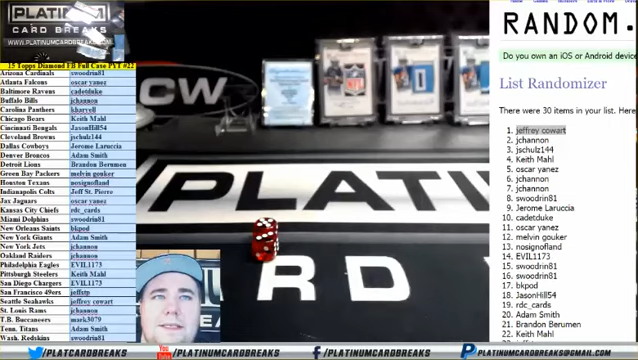 PLATINUM
CARD BREAKS
WWW.PLATINUMCARDBREAKS.COM
15 Topps Diamond FB Full Case PYT #22
Arizona Cardinals swoodrin81
Atlanta Falcons oscar yanez
Baltimore Ravens cadetduke
Buffalo Bills jchannon
Carolina Panthers kharvell
Chicago Bears Keith Mahl
Cincinnati Bengals JasonHill54
Cleveland Browns jschulz144
Dallas Cowboys Jerome Laruccia
Denver Broncos Adam Smith
Detroit Lions Brandon Berumen
Green Bay Packers melvin gouker
Houston Texans nosignofland
Indianapolis Colts Jeff St. Pierre
Jax Jaguars oscar yanez
Kansas City Chiefs rdc_cards
Miami Dolphins swoodrin81
New Orleans Saints bkpod
New York Giants Adam Smith
New York Jets jchannon
Oakland Raiders jchannon
Philadelphia Eagles EVIL1173
Pittsburgh Steelers Keith Mahl
San Diego Chargers EVIL1173
San Francisco 49ers
Seattle Seahawks jeffrey cowart
St. Louis Rams jchannon
T.B. Buccaneers mark3079
Tenn. Titans Adam Smith
Wash. Redskins swoodrin81
CW
PLATI
RD
RANDOM.
Do you own an iOS or Android device
List Randomizer
There were 30 items in your list. Here
1. jeffrey cowart
2. jchannon
3. jschulz144
4. Keith Mahl
5. oscar yanez
6. jchannon
7. jchannon
8. swoodrin81
9. Jerome Laruccia
10. cadetduke
11. oscar yanez
12. melvin gouker
13. nosignofland
14. EVIL1173
15. swoodrin81
16. swoodrin81
17. bkpod
18. JasonHill54
19. rdc_cards
20. Adam Smith
21. Brandon Berumen
22. Keith Mahl
/PLATCARDBREAKS
/PLATINUMCARDBREAKS
/PLATINUMCARDBREAKS
PLATINUMCARDBREAKS@GMAIL.COM